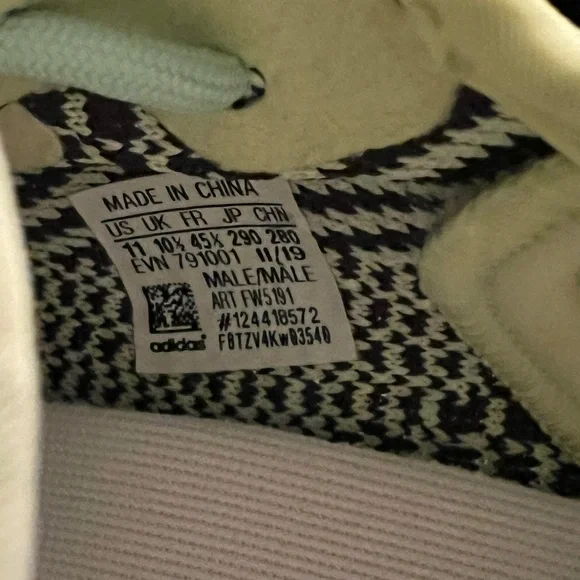 MADE IN CHINA
US UK FR JP CHN
11 10½ 45⅓ 290 280
EVN 791001 11/19
MALE/MALE
ART FW5191
#124418572
adidas F8TZV4KW03540